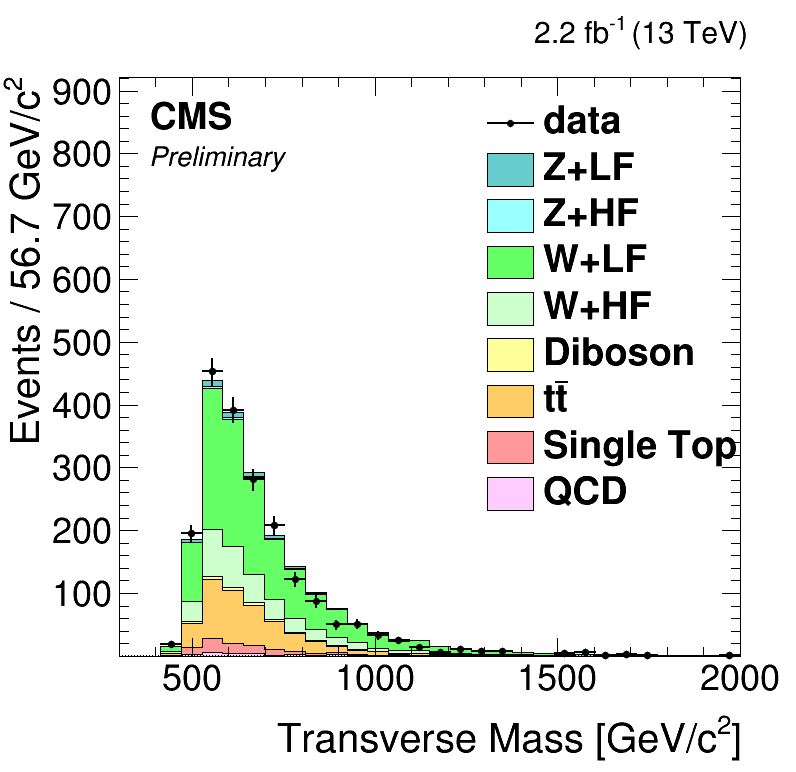 2.2 fb⁻¹ (13 TeV)
Events / 56.7 GeV/c²
900
800
700
600
500
400
300
200
100
CMS
Preliminary
data
Z+LF
Z+HF
W+LF
W+HF
Diboson
tt̄
Single Top
QCD
500 1000 1500 2000
Transverse Mass [GeV/c²]